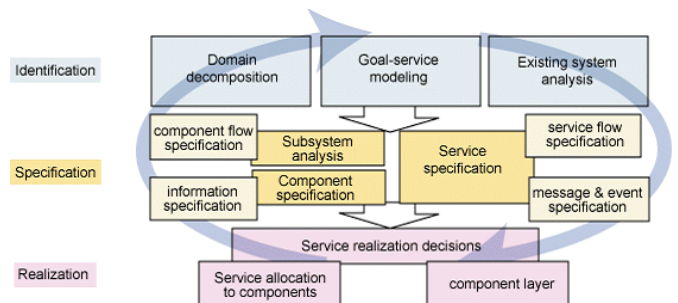 Identification
Domain
decomposition
Goal-service
modeling
Existing system
analysis
Specification
component flow
specification
Subsystem
analysis
Service
specification
service flow
specification
information
specification
Component
specification
message & event
specification
Realization
Service realization decisions
Service allocation
to components
component layer